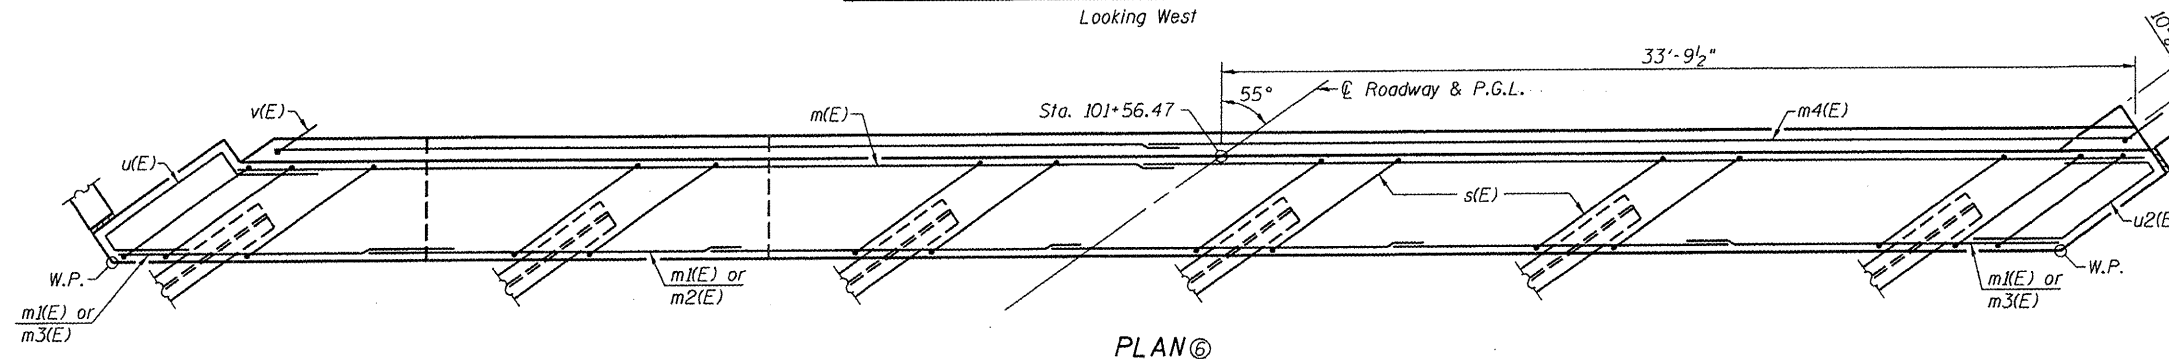 Looking West
33'-9½"
10-
55°
℄ Roadway & P.G.L.
Sta. 101+56.47
v(E)
m(E)
m4(E)
u(E)
s(E)
u2(E
W.P.
m1(E) or
m3(E)
m1(E) or
m2(E)
m1(E) or
m3(E)
W.P.
PLAN⑥